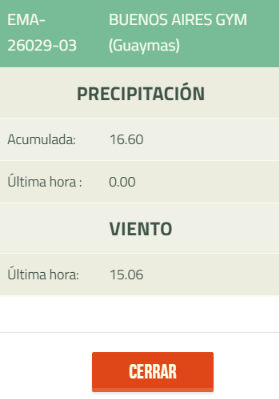 EMA-
26029-03
BUENOS AIRES GYM
(Guaymas)
PRECIPITACIÓN
Acumulada: 16.60
Última hora : 0.00
VIENTO
Última hora: 15.06
CERRAR